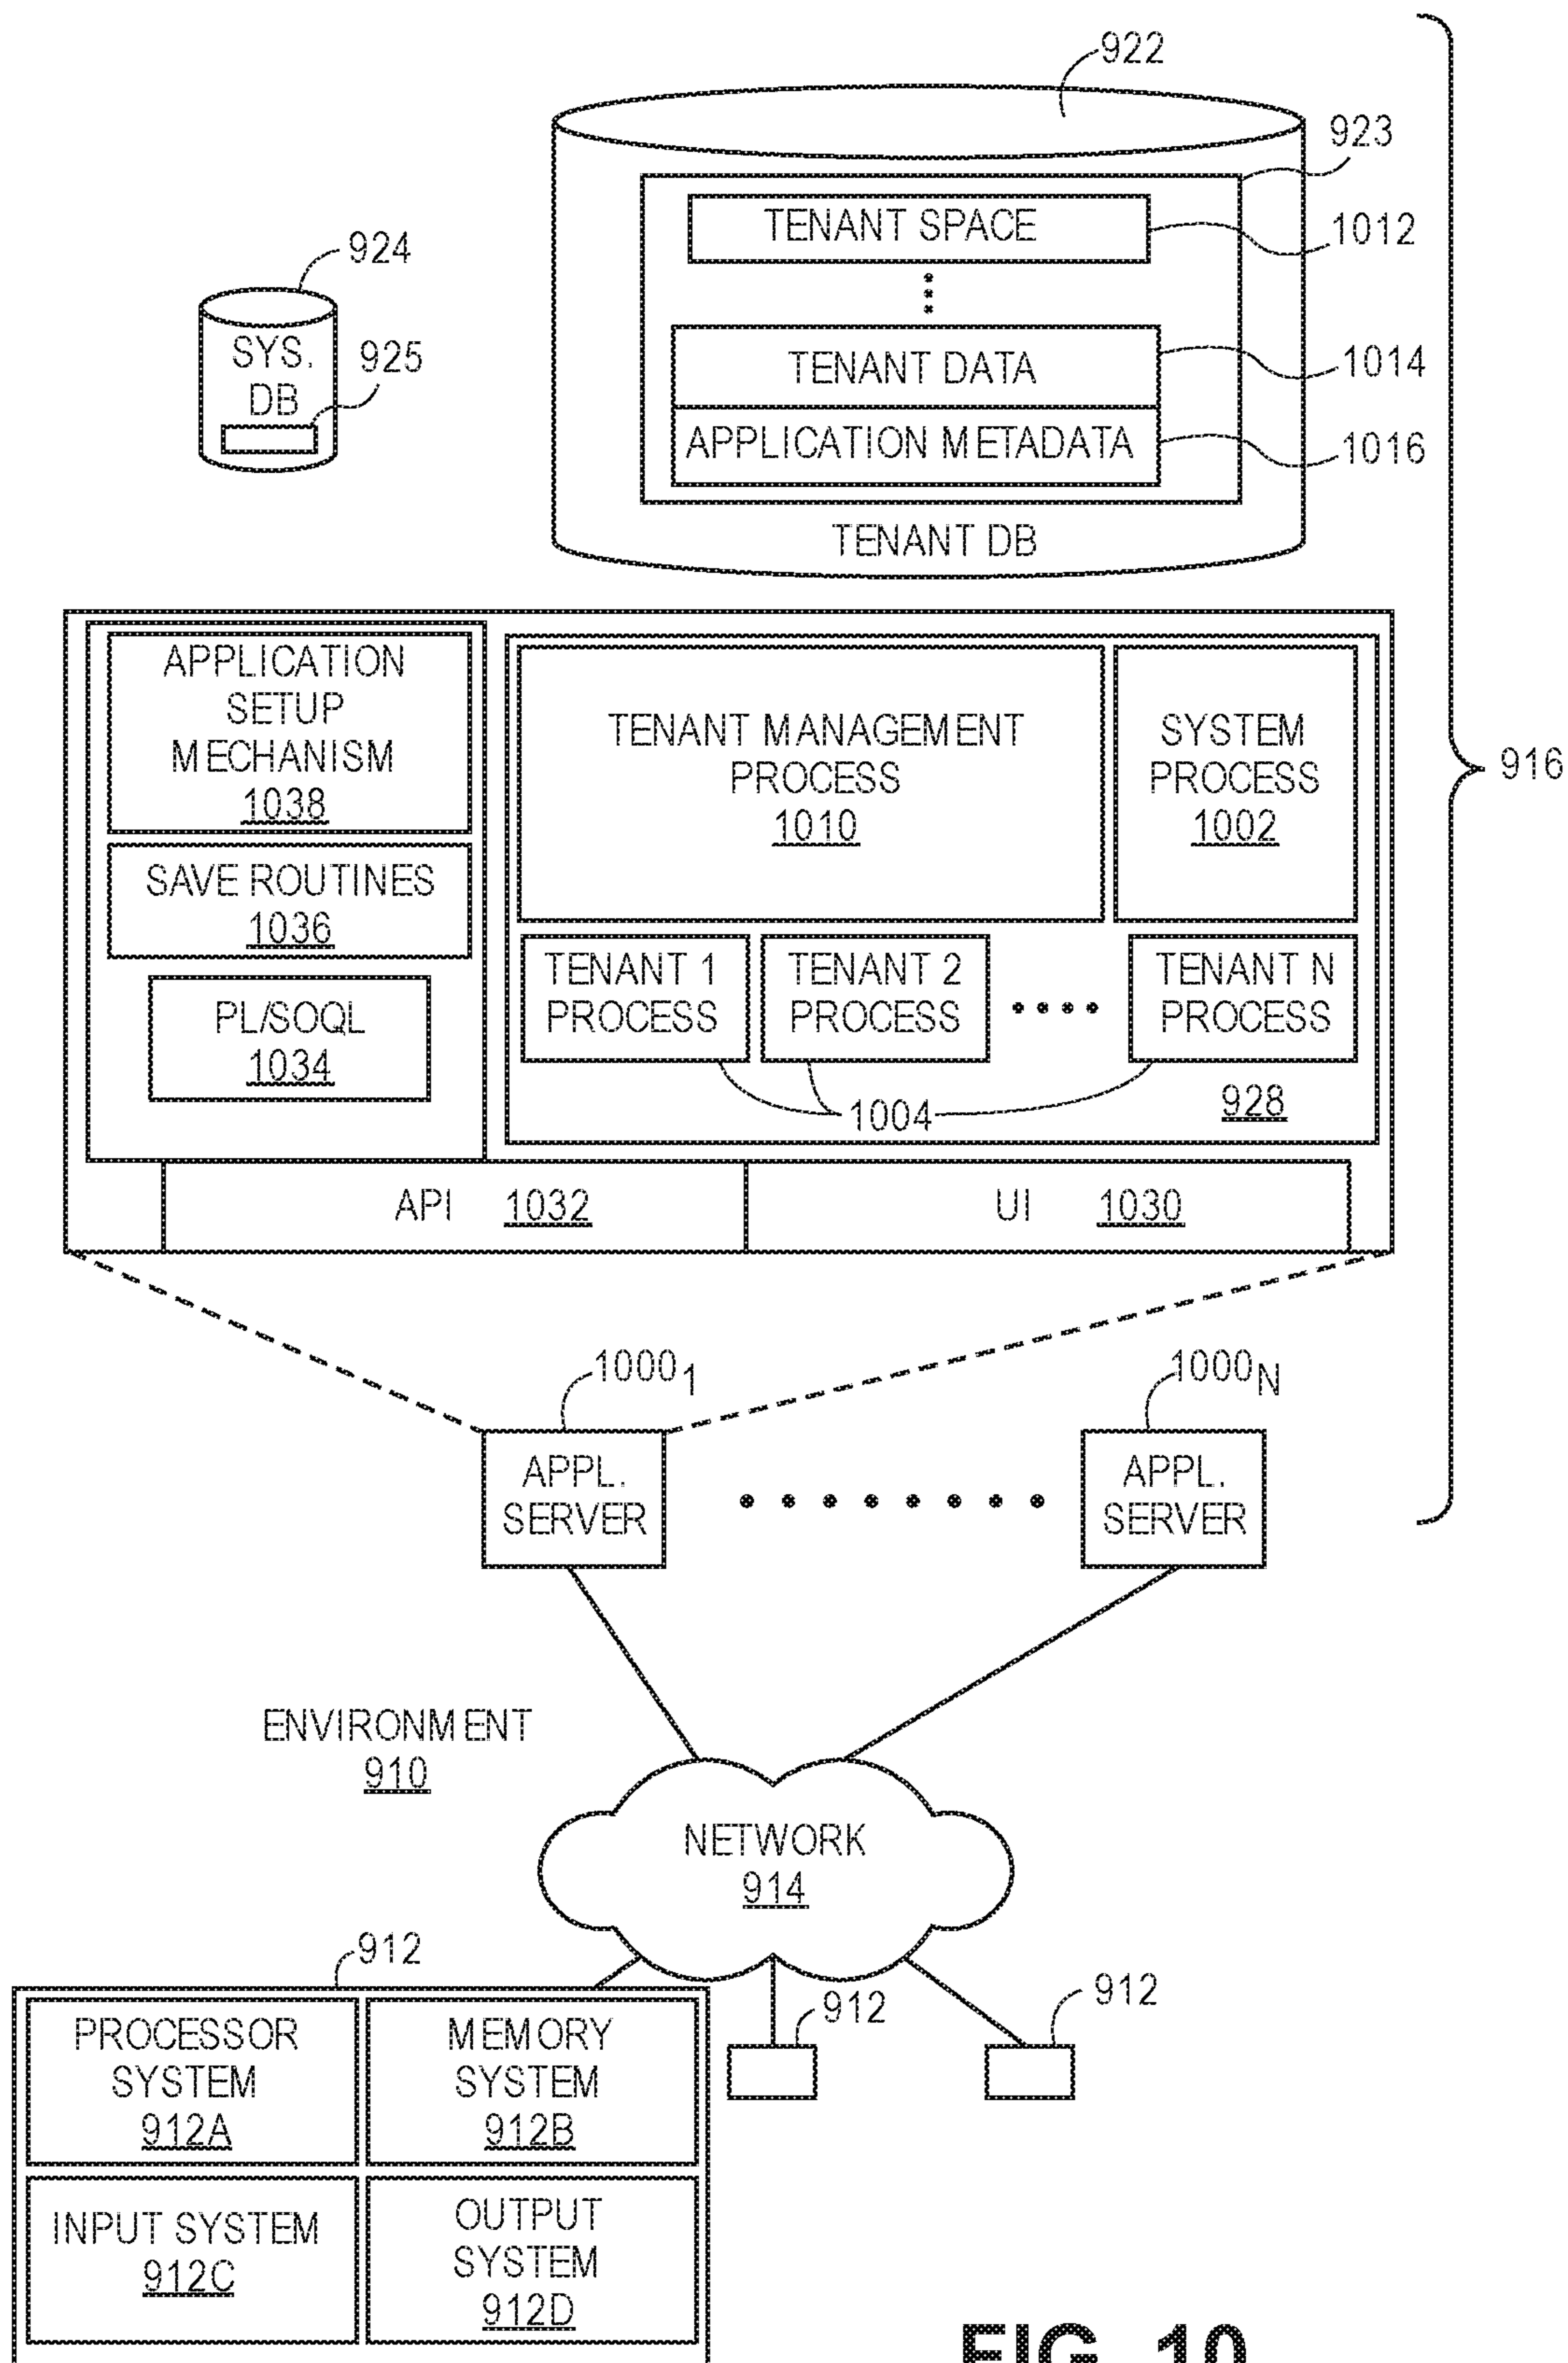 922
923
TENANT SPACE
1012
924
SYS.
DB
925
TENANT DATA
1014
APPLICATION METADATA
1016
TENANT DB
916
APPLICATION
SETUP
MECHANISM
1038
SAVE ROUTINES
1036
PL/SOQL
1034
TENANT MANAGEMENT
PROCESS
1010
SYSTEM
PROCESS
1002
TENANT 1
PROCESS
TENANT 2
PROCESS
TENANT N
PROCESS
1004
928
API 1032
UI 1030
1000₁
1000N
APPL.
SERVER
APPL.
SERVER
ENVIRONMENT
910
NETWORK
914
912
912
912
PROCESSOR
SYSTEM
912A
MEMORY
SYSTEM
912B
INPUT SYSTEM
912C
OUTPUT
SYSTEM
912D
FIG. 10